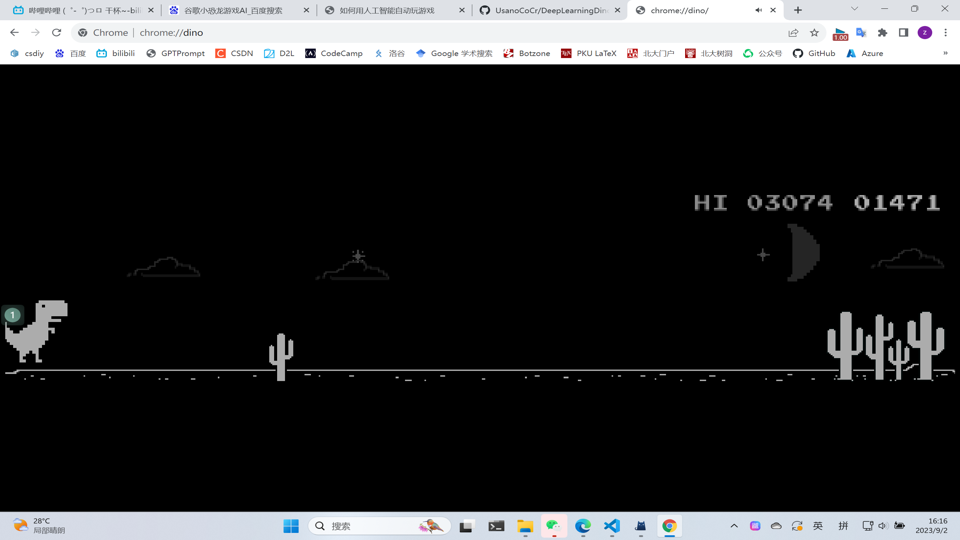 哔哩哔哩 (゜-゜)つロ 干杯~-bili
谷歌小恐龙游戏AI_百度搜索
如何用人工智能自动玩游戏
UsanoCoCr/DeepLearningDin
chrome://dino/
Chrome | chrome://dino
1.00
z
csdiy 百度 bilibili GPTPrompt CSDN D2L CodeCamp 洛谷 Google 学术搜索 Botzone PKU LaTeX 北大门户 北大树洞 公众号 GitHub Azure »
HI 03074 01471
1
28°C
局部晴朗
搜索
英 拼
16:16
2023/9/2